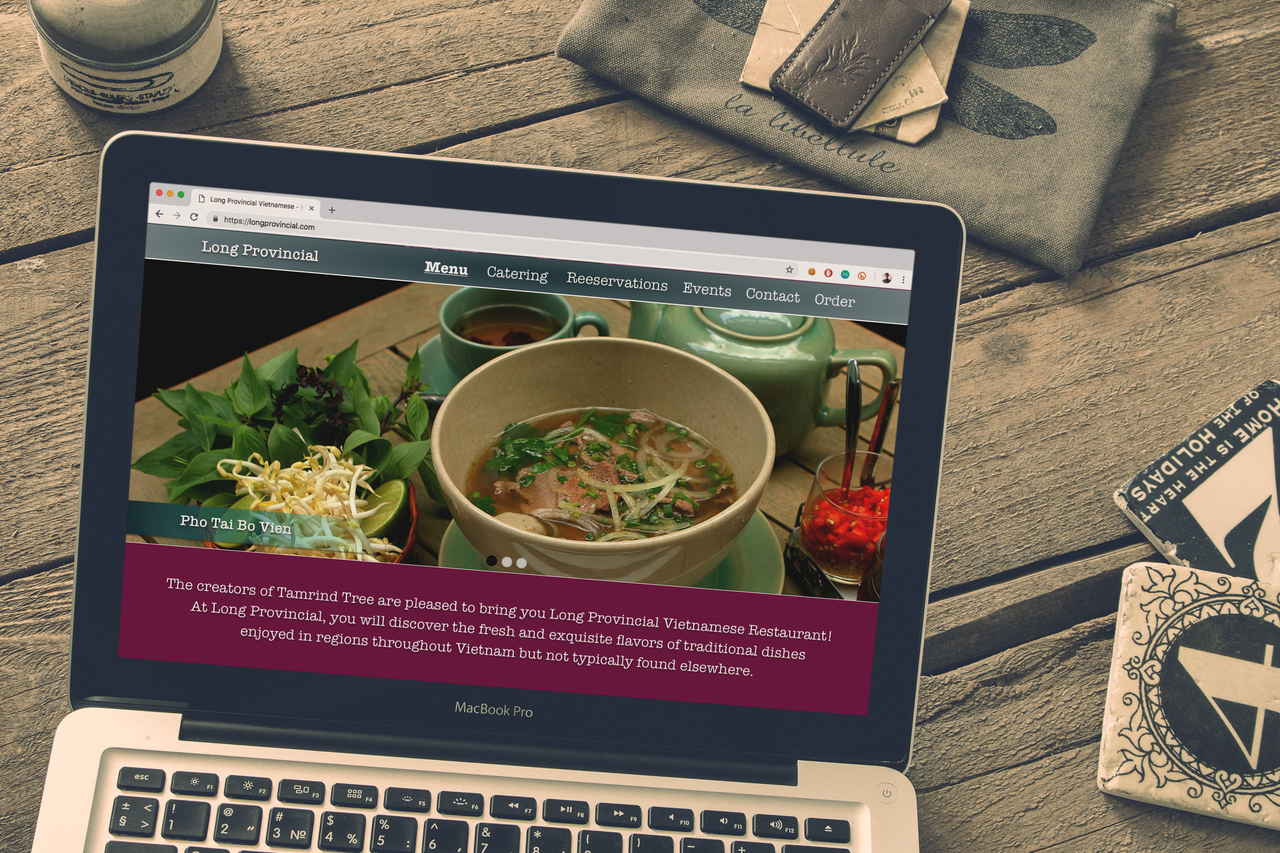 la libellule
Long Provincial Vietnamese -
https://longprovincial.com
Long Provincial
Menu Catering Reeservations Events Contact Order
Pho Tai Bo Vien
The creators of Tamrind Tree are pleased to bring you Long Provincial Vietnamese Restaurant!
At Long Provincial, you will discover the fresh and exquisite flavors of traditional dishes
enjoyed in regions throughout Vietnam but not typically found elsewhere.
HOME IS THE HEART
OF THE HOLIDAYS
MacBook Pro
esc F1 F2 F3 F4 F5 F6 F7 F8 F9 F10 F11 F12
± < ! @ # $ % ^ & *
§ > 1 2 " 3 № 4 % 5 : 6 , 7 . 8 ;